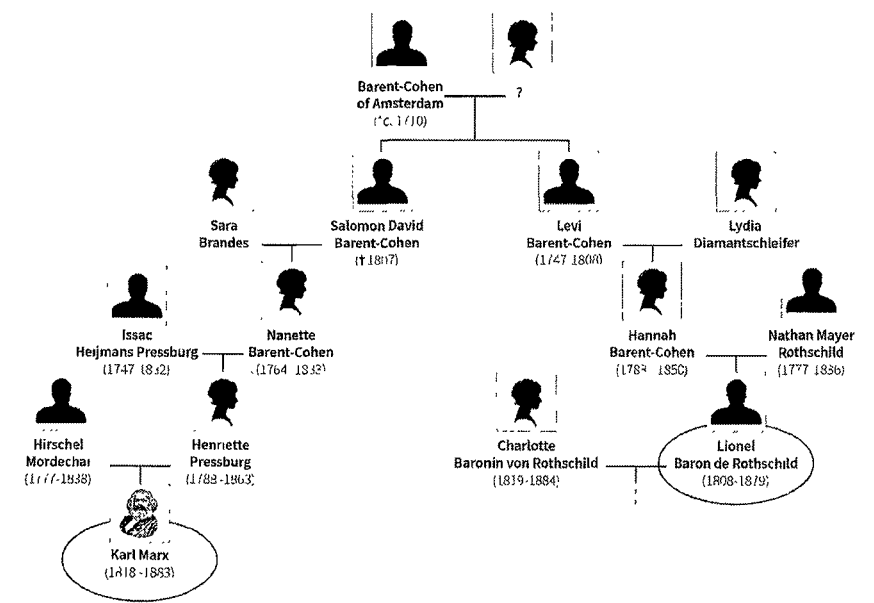 Barent-Cohen
of Amsterdam
?
(*c. 1710)
Sara
Brandes
Salomon David
Barent-Cohen
(†1807)
Levi
Barent-Cohen
(1747 1808)
Lydia
Diamantschleifer
Issac
Heijmans Pressburg
(1747 1832)
Nanette
Barent-Cohen
(1764 1833)
Hannah
Barent-Cohen
(1783 1850)
Nathan Mayer
Rothschild
(1777 1836)
Hirschel
Mordechai
(1777-1838)
Henriette
Pressburg
(1788-1863)
Charlotte
Baronin von Rothschild
(1819-1884)
Lionel
Baron de Rothschild
(1808-1879)
Karl Marx
(1818-1883)